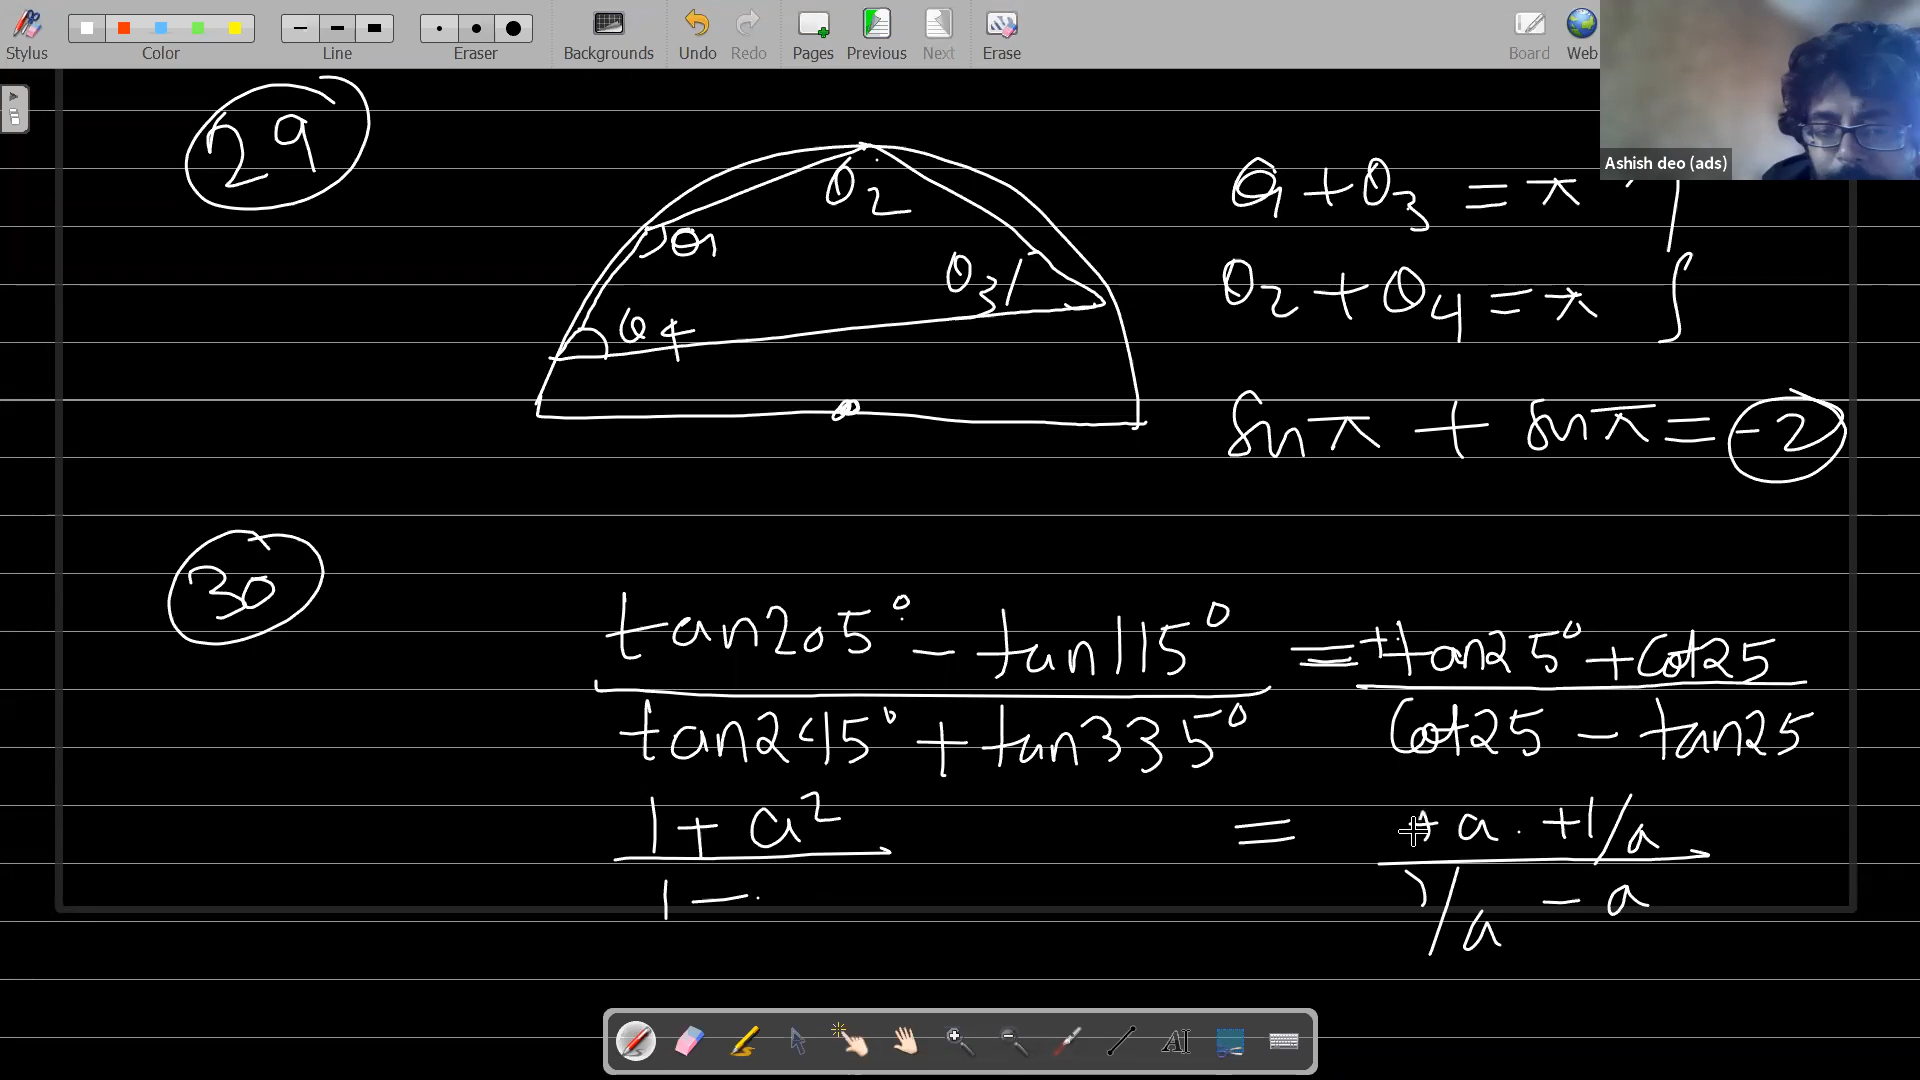 Stylus Color Line Eraser Backgrounds Undo Redo Pages Previous Next Erase Board Web
Ashish deo (ads)
29
θ2
θ1
θ3
θ4
θ1 + θ3 = π
θ2 + θ4 = π
sin π + sin π = -2
30
tan205° - tan115° = +tan25° + cot25
tan245° + tan335° cot25 - tan25
1 + a² = + a + 1/a
1 - 1/a - a
AI